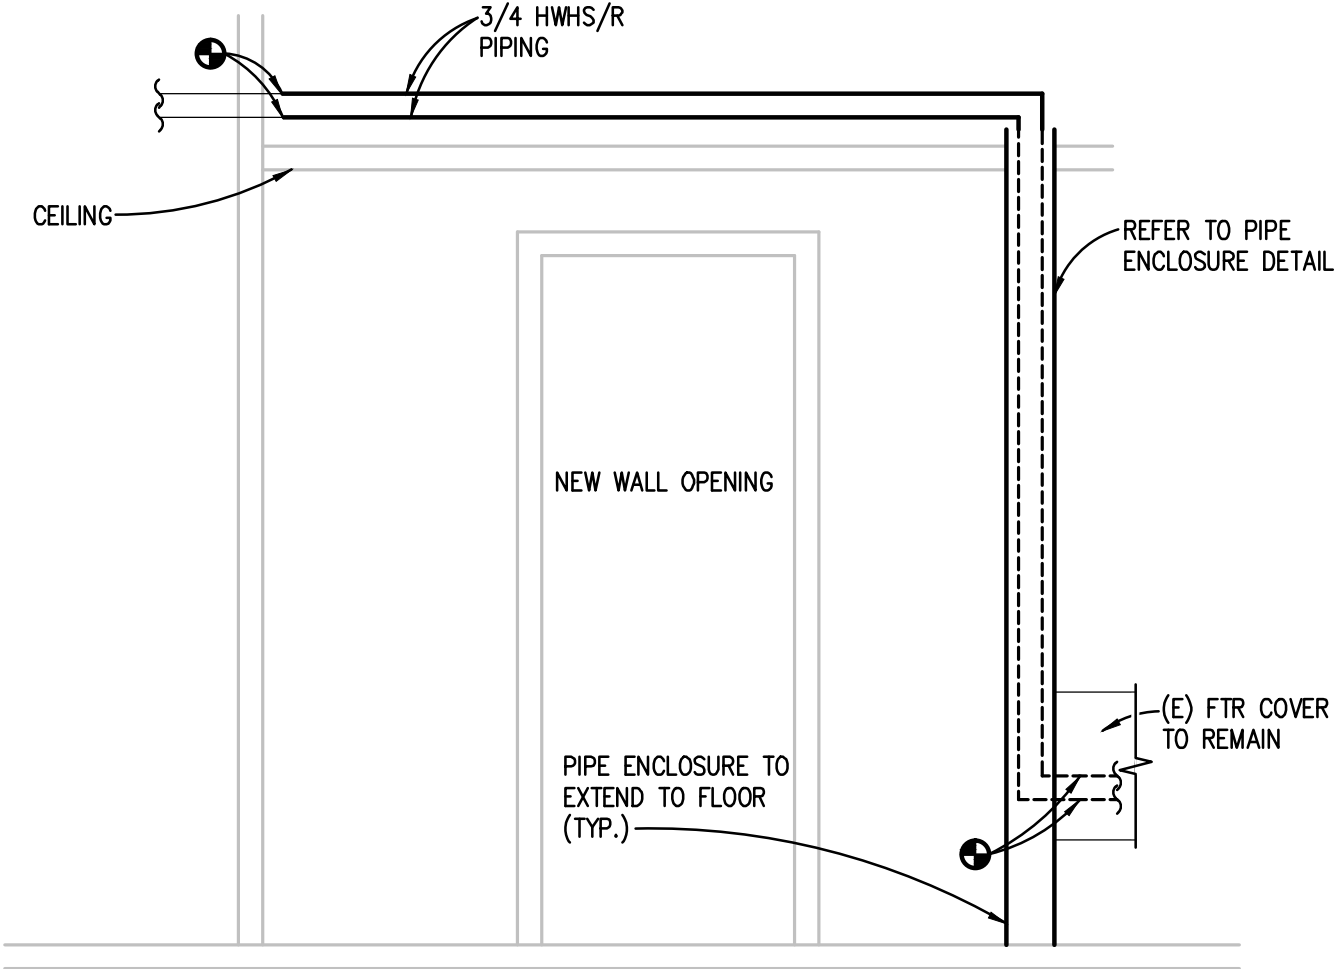 3/4 HWHS/R
PIPING
CEILING
REFER TO PIPE
ENCLOSURE DETAIL
NEW WALL OPENING
(E) FTR COVER
TO REMAIN
PIPE ENCLOSURE TO
EXTEND TO FLOOR
(TYP.)